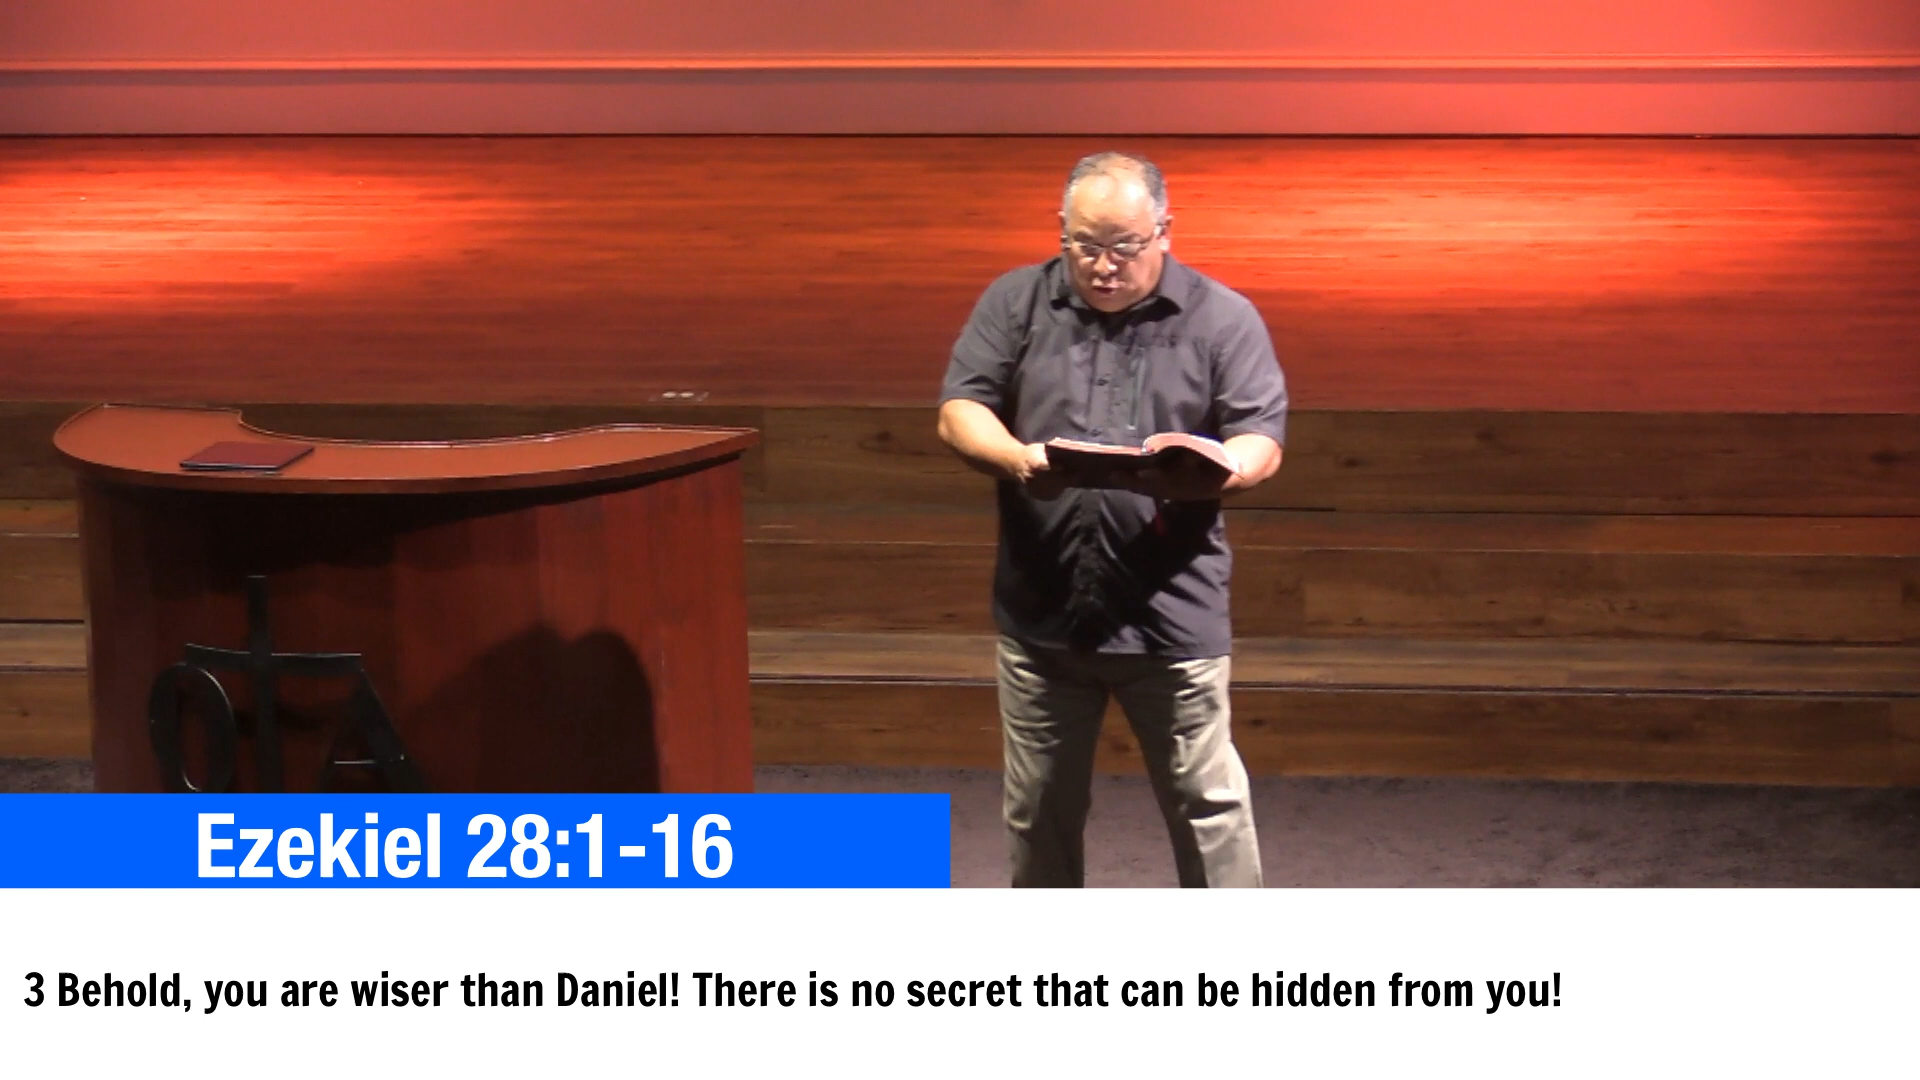 OTA
Ezekiel 28:1-16
3 Behold, you are wiser than Daniel! There is no secret that can be hidden from you!